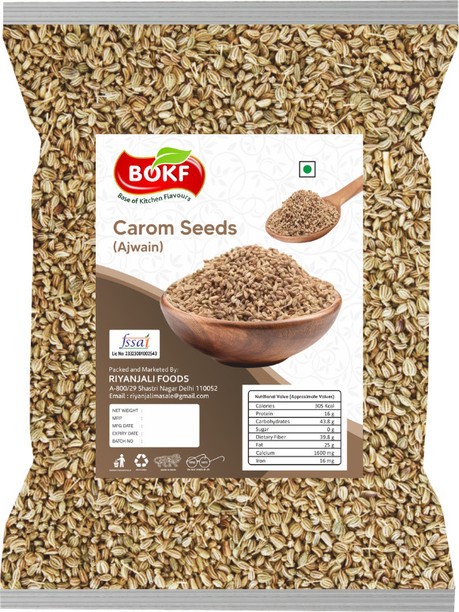 BOKF
Base of Kitchen Flavours
Carom Seeds
(Ajwain)
fssai
Lic No. 23323001003543
Packed and Marketed By:
RIYANJALI FOODS
A-800/29 Shastri Nagar Delhi 110052
Email : riyanjalimasale@gmail.com
NET WEIGHT :
MRP :
MFG DATE :
EXPIRY DATE :
BATCH NO. :
Nutritional Value (Approximate Values)
Calories 305 Kcal
Protein 16 g
Carbohydrates 43.8 g
Sugar 0 g
Dietary Fiber 39.8 g
Fat 25 g
Calcium 1600 mg
Iron 16 mg